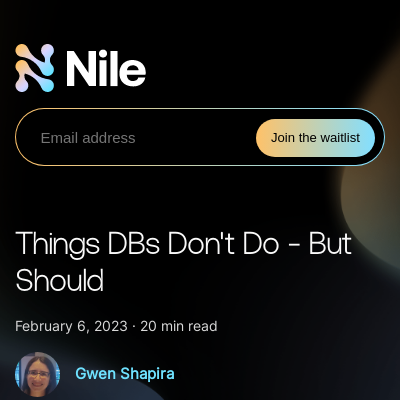 Nile
Email address
Join the waitlist
Things DBs Don't Do - But
Should
February 6, 2023 · 20 min read
Gwen Shapira